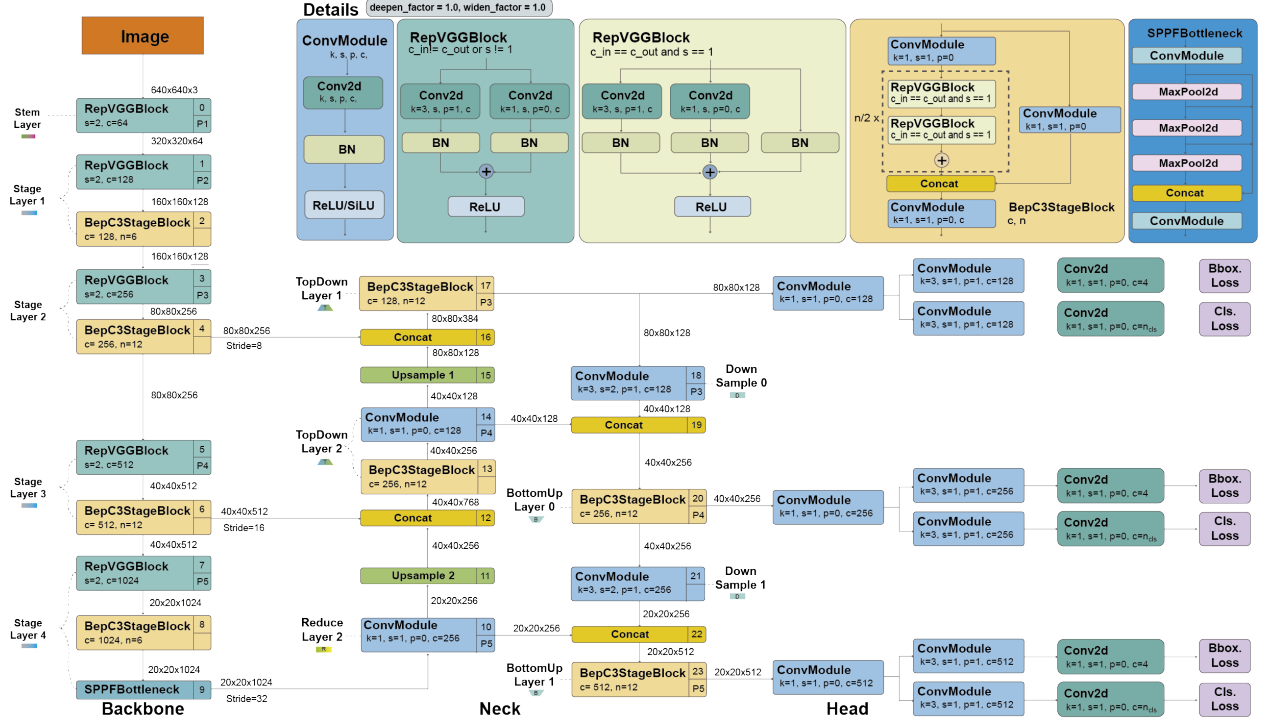 Details
deepen_factor = 1.0, widen_factor = 1.0
Image
640x640x3
Stem
Layer
RepVGGBlock 0
s=2, c=64 P1
320x320x64
RepVGGBlock 1
s=2, c=128 P2
Stage
Layer 1
160x160x128
BepC3StageBlock 2
c= 128, n=6
160x160x128
RepVGGBlock 3
s=2, c=256 P3
Stage
Layer 2
80x80x256
BepC3StageBlock 4
c= 256, n=12
80x80x256
Stride=8
80x80x256
RepVGGBlock 5
s=2, c=512 P4
Stage
Layer 3
40x40x512
BepC3StageBlock 6
c= 512, n=12
40x40x512
Stride=16
40x40x512
RepVGGBlock 7
s=2, c=1024 P5
20x20x1024
Stage
Layer 4
BepC3StageBlock 8
c= 1024, n=6
20x20x1024
SPPFBottleneck 9
20x20x1024
Stride=32
Backbone
ConvModule
k, s, p, c,
Conv2d
k, s, p, c,
BN
ReLU/SiLU
RepVGGBlock
c_in!= c_out or s != 1
Conv2d
k=3, s, p=1, c
Conv2d
k=1, s, p=0, c
BN
BN
+
ReLU
RepVGGBlock
c_in == c_out and s == 1
Conv2d
k=3, s, p=1, c
Conv2d
k=1, s, p=0, c
BN
BN
BN
+
ReLU
ConvModule
k=1, s=1, p=0
n/2 x
RepVGGBlock
c_in == c_out and s == 1
RepVGGBlock
c_in == c_out and s == 1
+
ConvModule
k=1, s=1, p=0
Concat
ConvModule
k=1, s=1, p=0, c
BepC3StageBlock
c, n
SPPFBottleneck
ConvModule
MaxPool2d
MaxPool2d
MaxPool2d
Concat
ConvModule
TopDown
Layer 1
T
BepC3StageBlock 17
c= 128, n=12 P3
80x80x384
Concat 16
80x80x128
Upsample 1 15
40x40x128
ConvModule 14
k=1, s=1, p=0, c=128 P4
TopDown
Layer 2
T
40x40x256
BepC3StageBlock 13
c= 256, n=12
40x40x768
Concat 12
40x40x256
Upsample 2 11
20x20x256
Reduce
Layer 2
R
ConvModule 10
k=1, s=1, p=0, c=256 P5
80x80x128
ConvModule 18
k=3, s=2, p=1, c=128 P3
Down
Sample 0
D
40x40x128
40x40x128
Concat 19
40x40x256
BottomUp
Layer 0
B
BepC3StageBlock 20
c= 256, n=12 P4
40x40x256
40x40x256
ConvModule 21
k=3, s=2, p=1, c=256
Down
Sample 1
D
20x20x256
20x20x256
Concat 22
20x20x512
BottomUp
Layer 1
B
BepC3StageBlock 23
c= 512, n=12 P5
20x20x512
Neck
80x80x128
ConvModule
k=1, s=1, p=0, c=128
ConvModule
k=3, s=1, p=1, c=128
Conv2d
k=1, s=1, p=0, c=4
Bbox.
Loss
ConvModule
k=3, s=1, p=1, c=128
Conv2d
k=1, s=1, p=0, c=ncls
Cls.
Loss
ConvModule
k=1, s=1, p=0, c=256
ConvModule
k=3, s=1, p=1, c=256
Conv2d
k=1, s=1, p=0, c=4
Bbox.
Loss
ConvModule
k=3, s=1, p=1, c=256
Conv2d
k=1, s=1, p=0, c=ncls
Cls.
Loss
ConvModule
k=1, s=1, p=0, c=512
ConvModule
k=3, s=1, p=1, c=512
Conv2d
k=1, s=1, p=0, c=4
Bbox.
Loss
ConvModule
k=3, s=1, p=1, c=512
Conv2d
k=1, s=1, p=0, c=ncls
Cls.
Loss
Head